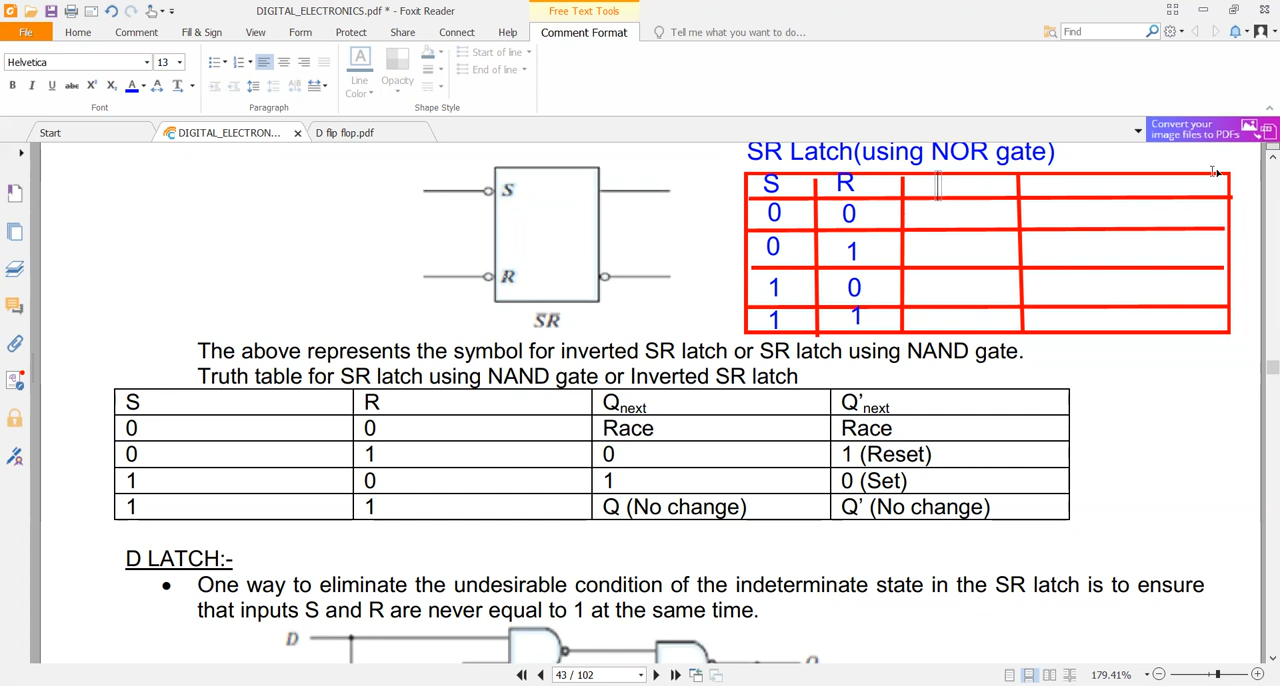 DIGITAL_ELECTRONICS.pdf * - Foxit Reader
Free Text Tools
File Home Comment Fill & Sign View Form Protect Share Connect Help Comment Format Tell me what you want to do... Find
Helvetica 13
Line Color
Opacity
Start of line
End of line
Font Paragraph Shape Style
Start DIGITAL_ELECTRON... D flip flop.pdf
Convert your
image files to PDFs
SR Latch(using NOR gate)
S R
0 0
0 1
1 0
1 1
S
R
SR
The above represents the symbol for inverted SR latch or SR latch using NAND gate.
Truth table for SR latch using NAND gate or Inverted SR latch
S R Qnext Q’next
0 0 Race Race
0 1 0 1 (Reset)
1 0 1 0 (Set)
1 1 Q (No change) Q’ (No change)
D LATCH:-
• One way to eliminate the undesirable condition of the indeterminate state in the SR latch is to ensure
that inputs S and R are never equal to 1 at the same time.
D
Q
43 / 102
179.41%